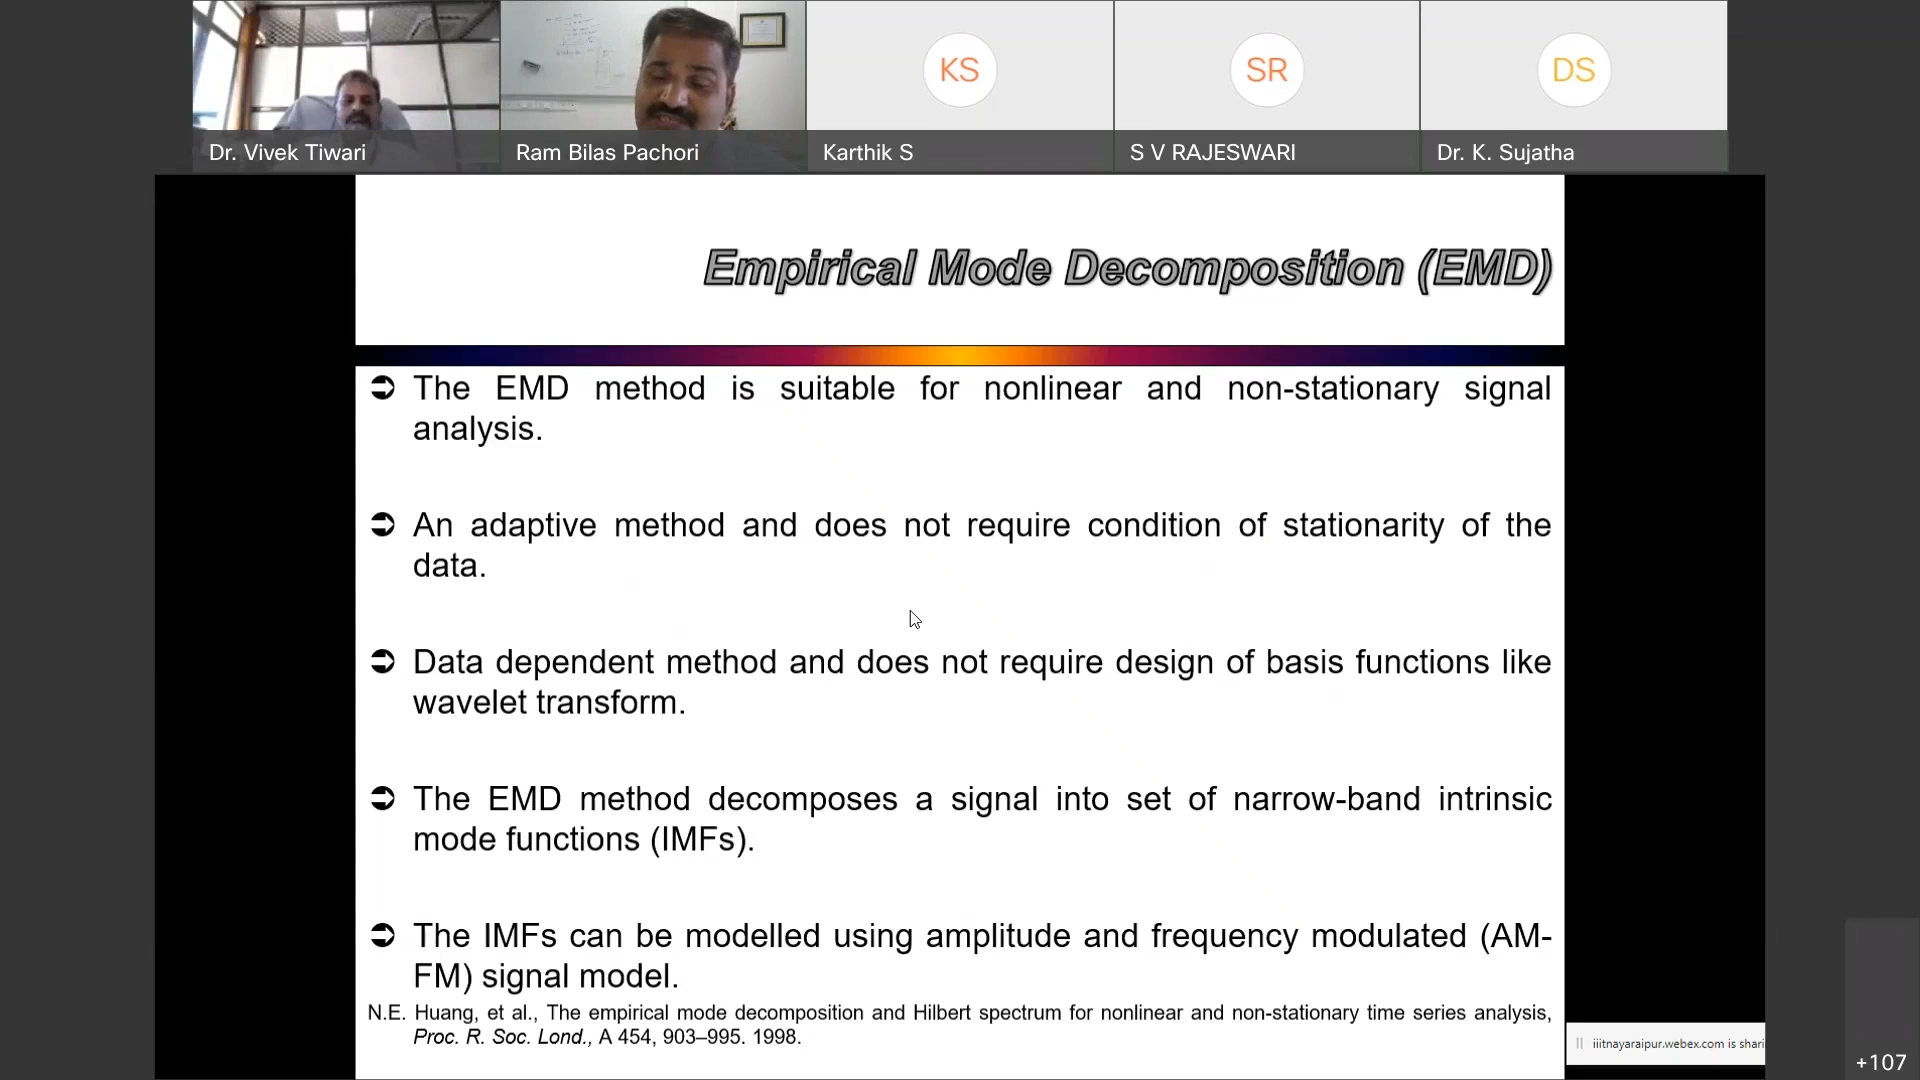 KS
SR
DS
Dr. Vivek Tiwari
Ram Bilas Pachori
Karthik S
S V RAJESWARI
Dr. K. Sujatha
Empirical Mode Decomposition (EMD)
The EMD method is suitable for nonlinear and non-stationary signal
analysis.
An adaptive method and does not require condition of stationarity of the
data.
Data dependent method and does not require design of basis functions like
wavelet transform.
The EMD method decomposes a signal into set of narrow-band intrinsic
mode functions (IMFs).
The IMFs can be modelled using amplitude and frequency modulated (AM-
FM) signal model.
N.E. Huang, et al., The empirical mode decomposition and Hilbert spectrum for nonlinear and non-stationary time series analysis,
Proc. R. Soc. Lond., A 454, 903–995. 1998.
iiitnayaraipur.webex.com is shari
+107